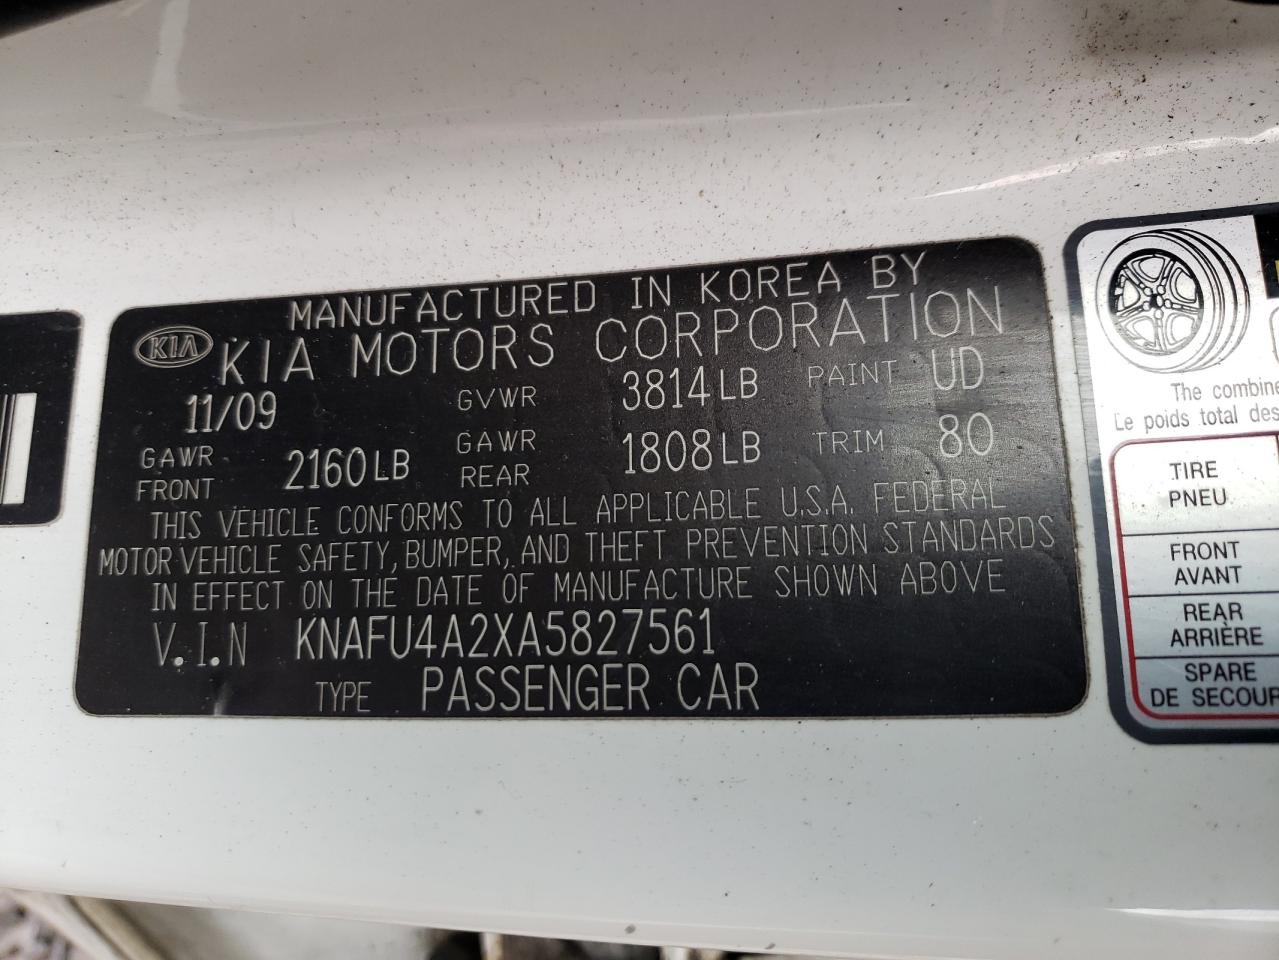 MANUFACTURED IN KOREA BY
KIA KIA MOTORS CORPORATION
11/09 GVWR 3814LB PAINT UD
GAWR FRONT 2160LB GAWR REAR 1808LB TRIM 80
THIS VEHICLE CONFORMS TO ALL APPLICABLE U.S.A. FEDERAL
MOTOR VEHICLE SAFETY, BUMPER, AND THEFT PREVENTION STANDARDS
IN EFFECT ON THE DATE OF MANUFACTURE SHOWN ABOVE
V.I.N KNAFU4A2XA5827561
TYPE PASSENGER CAR
The combine
Le poids total des
TIRE
PNEU
FRONT
AVANT
REAR
ARRIÈRE
SPARE
DE SECOUR